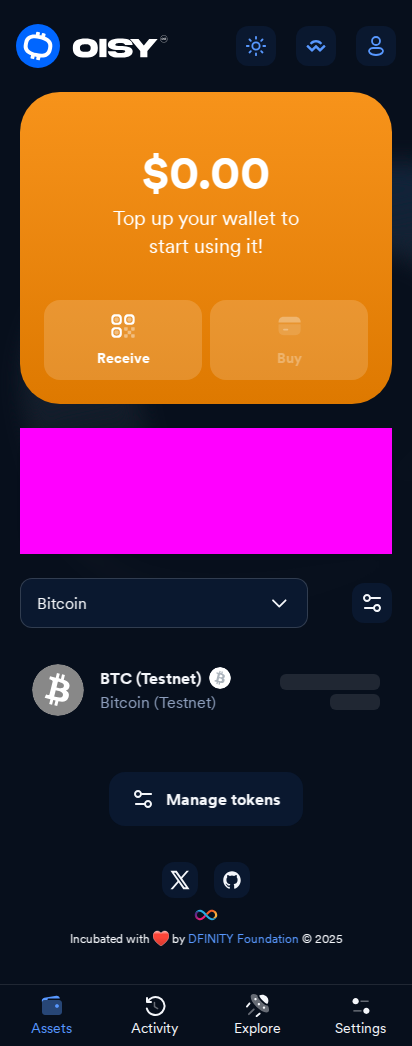 OISY
$0.00
Top up your wallet to
start using it!
Receive
Buy
Bitcoin
BTC (Testnet)
Bitcoin (Testnet)
Manage tokens
Incubated with ❤️ by DFINITY Foundation © 2025
Assets
Activity
Explore
Settings